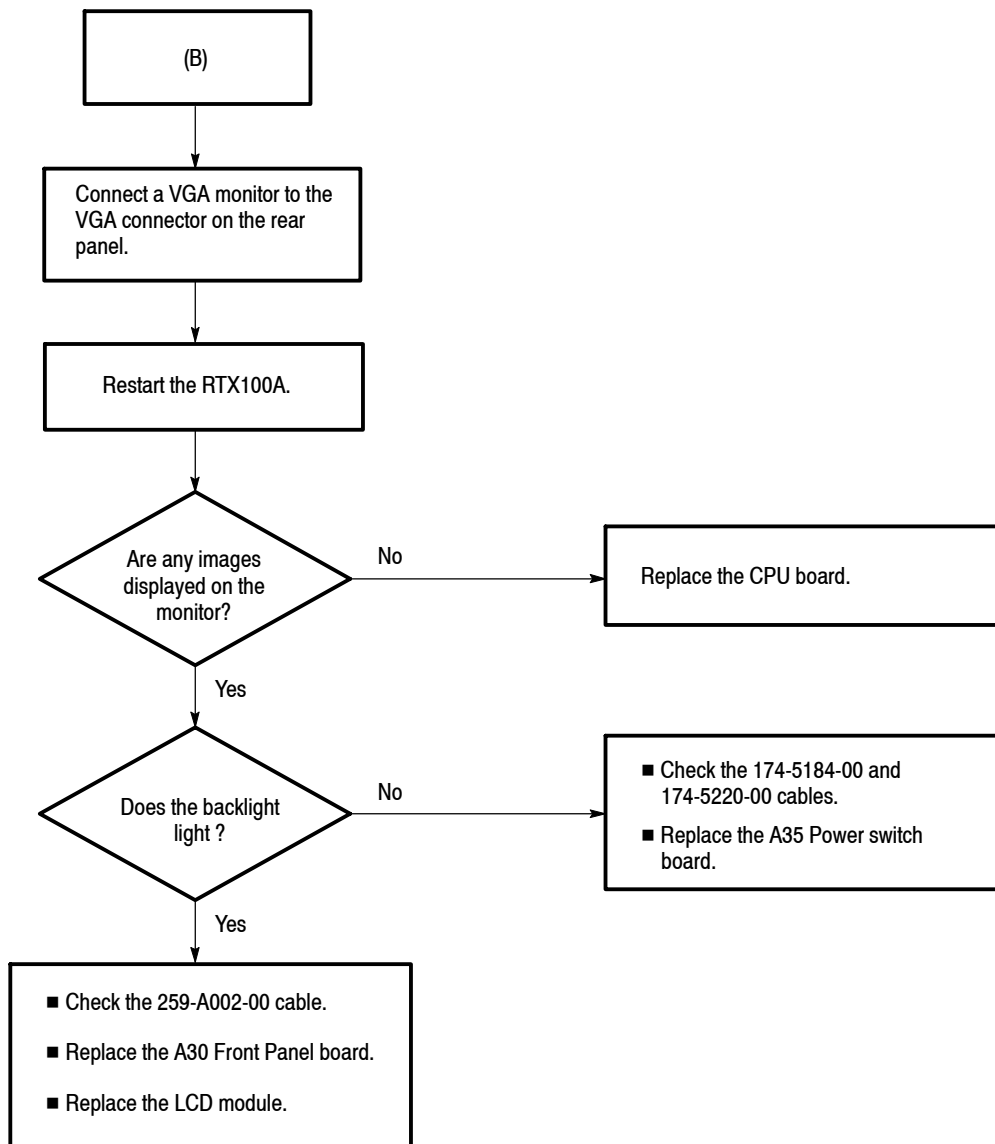 (B)
Connect a VGA monitor to the
VGA connector on the rear
panel.
Restart the RTX100A.
Are any images
displayed on the
monitor?
No
Replace the CPU board.
Yes
Does the backlight
light ?
No
■ Check the 174-5184-00 and
174-5220-00 cables.
■ Replace the A35 Power switch
board.
Yes
■ Check the 259-A002-00 cable.
■ Replace the A30 Front Panel board.
■ Replace the LCD module.